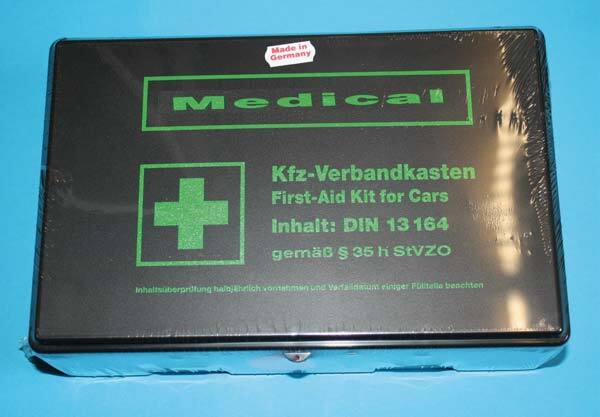 Made in
Germany
Medical
Kfz-Verbandkasten
First-Aid Kit for Cars
Inhalt: DIN 13 164
gemäß § 35 h StVZO
Inhaltsüberprüfung halbjährlich vornehmen und Verfalldatum einiger Füllteile beachten